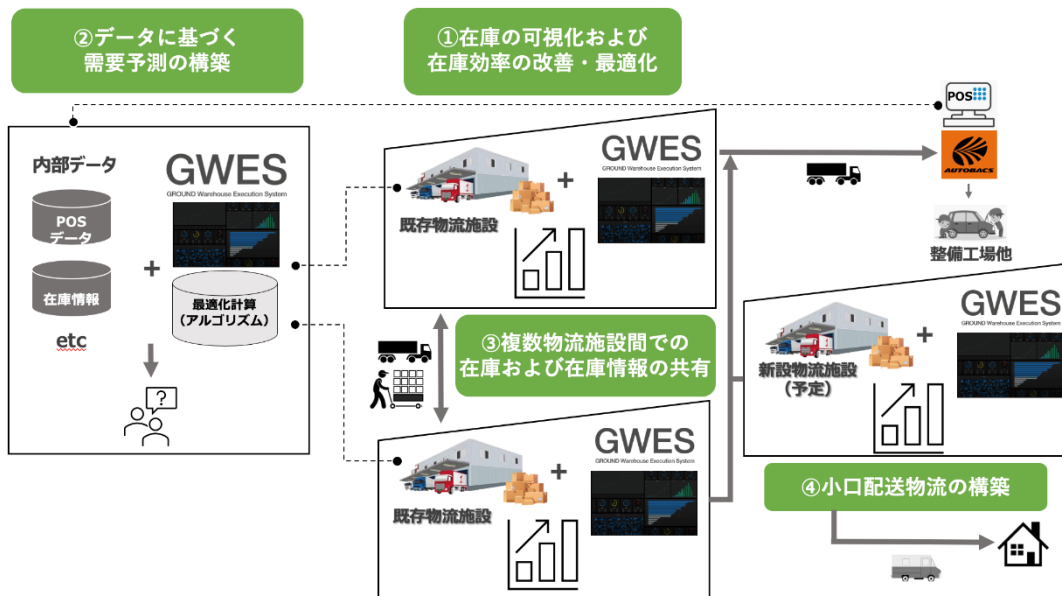 ②データに基づく
需要予測の構築
①在庫の可視化および
在庫効率の改善・最適化
POS
AUTOBACS
整備工場他
内部データ
POS
データ
在庫情報
etc
+
GWES
GROUND Warehouse Execution System
最適化計算
(アルゴリズム)
?
既存物流施設
+
GWES
GROUND Warehouse Execution System
③複数物流施設間での
在庫および在庫情報の共有
既存物流施設
+
GWES
GROUND Warehouse Execution System
新設物流施設
(予定)
+
GWES
GROUND Warehouse Execution System
④小口配送物流の構築